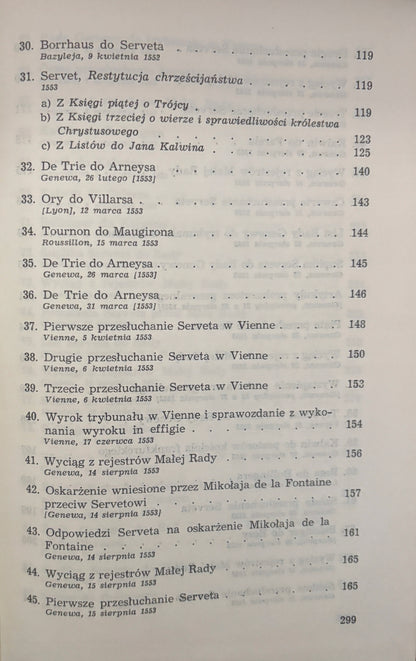 30. Borrhaus do Serveta . . . . . . . . . . 119
Bazyleja, 9 kwietnia 1553
31. Servet, Restytucja chrześcijaństwa . . . . . . . 119
1553
a) Z Księgi piątej o Trójcy . . . . . . . . . 119
b) Z Księgi trzeciej o wierze i sprawiedliwości królestwa
Chrystusowego . . . . . . . . . . . 123
c) Z Listów do Jana Kalwina . . . . . . . . 125
32. De Trie do Arneysa . . . . . . . . . . 140
Genewa, 26 lutego [1553]
33. Ory do Villarsa . . . . . . . . . . . 143
[Lyon], 12 marca 1553
34. Tournon do Maugirona . . . . . . . . . 144
Roussillon, 15 marca 1553
35. De Trie do Arneysa . . . . . . . . . . 145
Genewa, 26 marca [1553]
36. De Trie do Arneysa . . . . . . . . . . 146
Genewa, 31 marca [1553]
37. Pierwsze przesłuchanie Serveta w Vienne . . . . . 148
Vienne, 5 kwietnia 1553
38. Drugie przesłuchanie Serveta w Vienne . . . . . 150
Vienne, 6 kwietnia 1553
39. Trzecie przesłuchanie Serveta w Vienne . . . . . 153
Vienne, 6 kwietnia 1553
40. Wyrok trybunału w Vienne i sprawozdanie z wyko-
nania wyroku in effigie . . . . . . . . . 154
Vienne, 17 czerwca 1553
41. Wyciąg z rejestrów Małej Rady . . . . . . . 156
Genewa, 14 sierpnia 1553
42. Oskarżenie wniesione przez Mikołaja de la Fontaine
przeciw Servetowi . . . . . . . . . . 157
[Genewa, 14 sierpnia 1553]
43. Odpowiedzi Serveta na oskarżenie Mikołaja de la
Fontaine . . . . . . . . . . . . 161
Genewa, 14 sierpnia 1553
44. Wyciąg z rejestrów Małej Rady . . . . . . . 165
Genewa, 15 sierpnia 1553
45. Pierwsze przesłuchanie Serveta . . . . . . . 165
Genewa, 15 sierpnia 1553
299